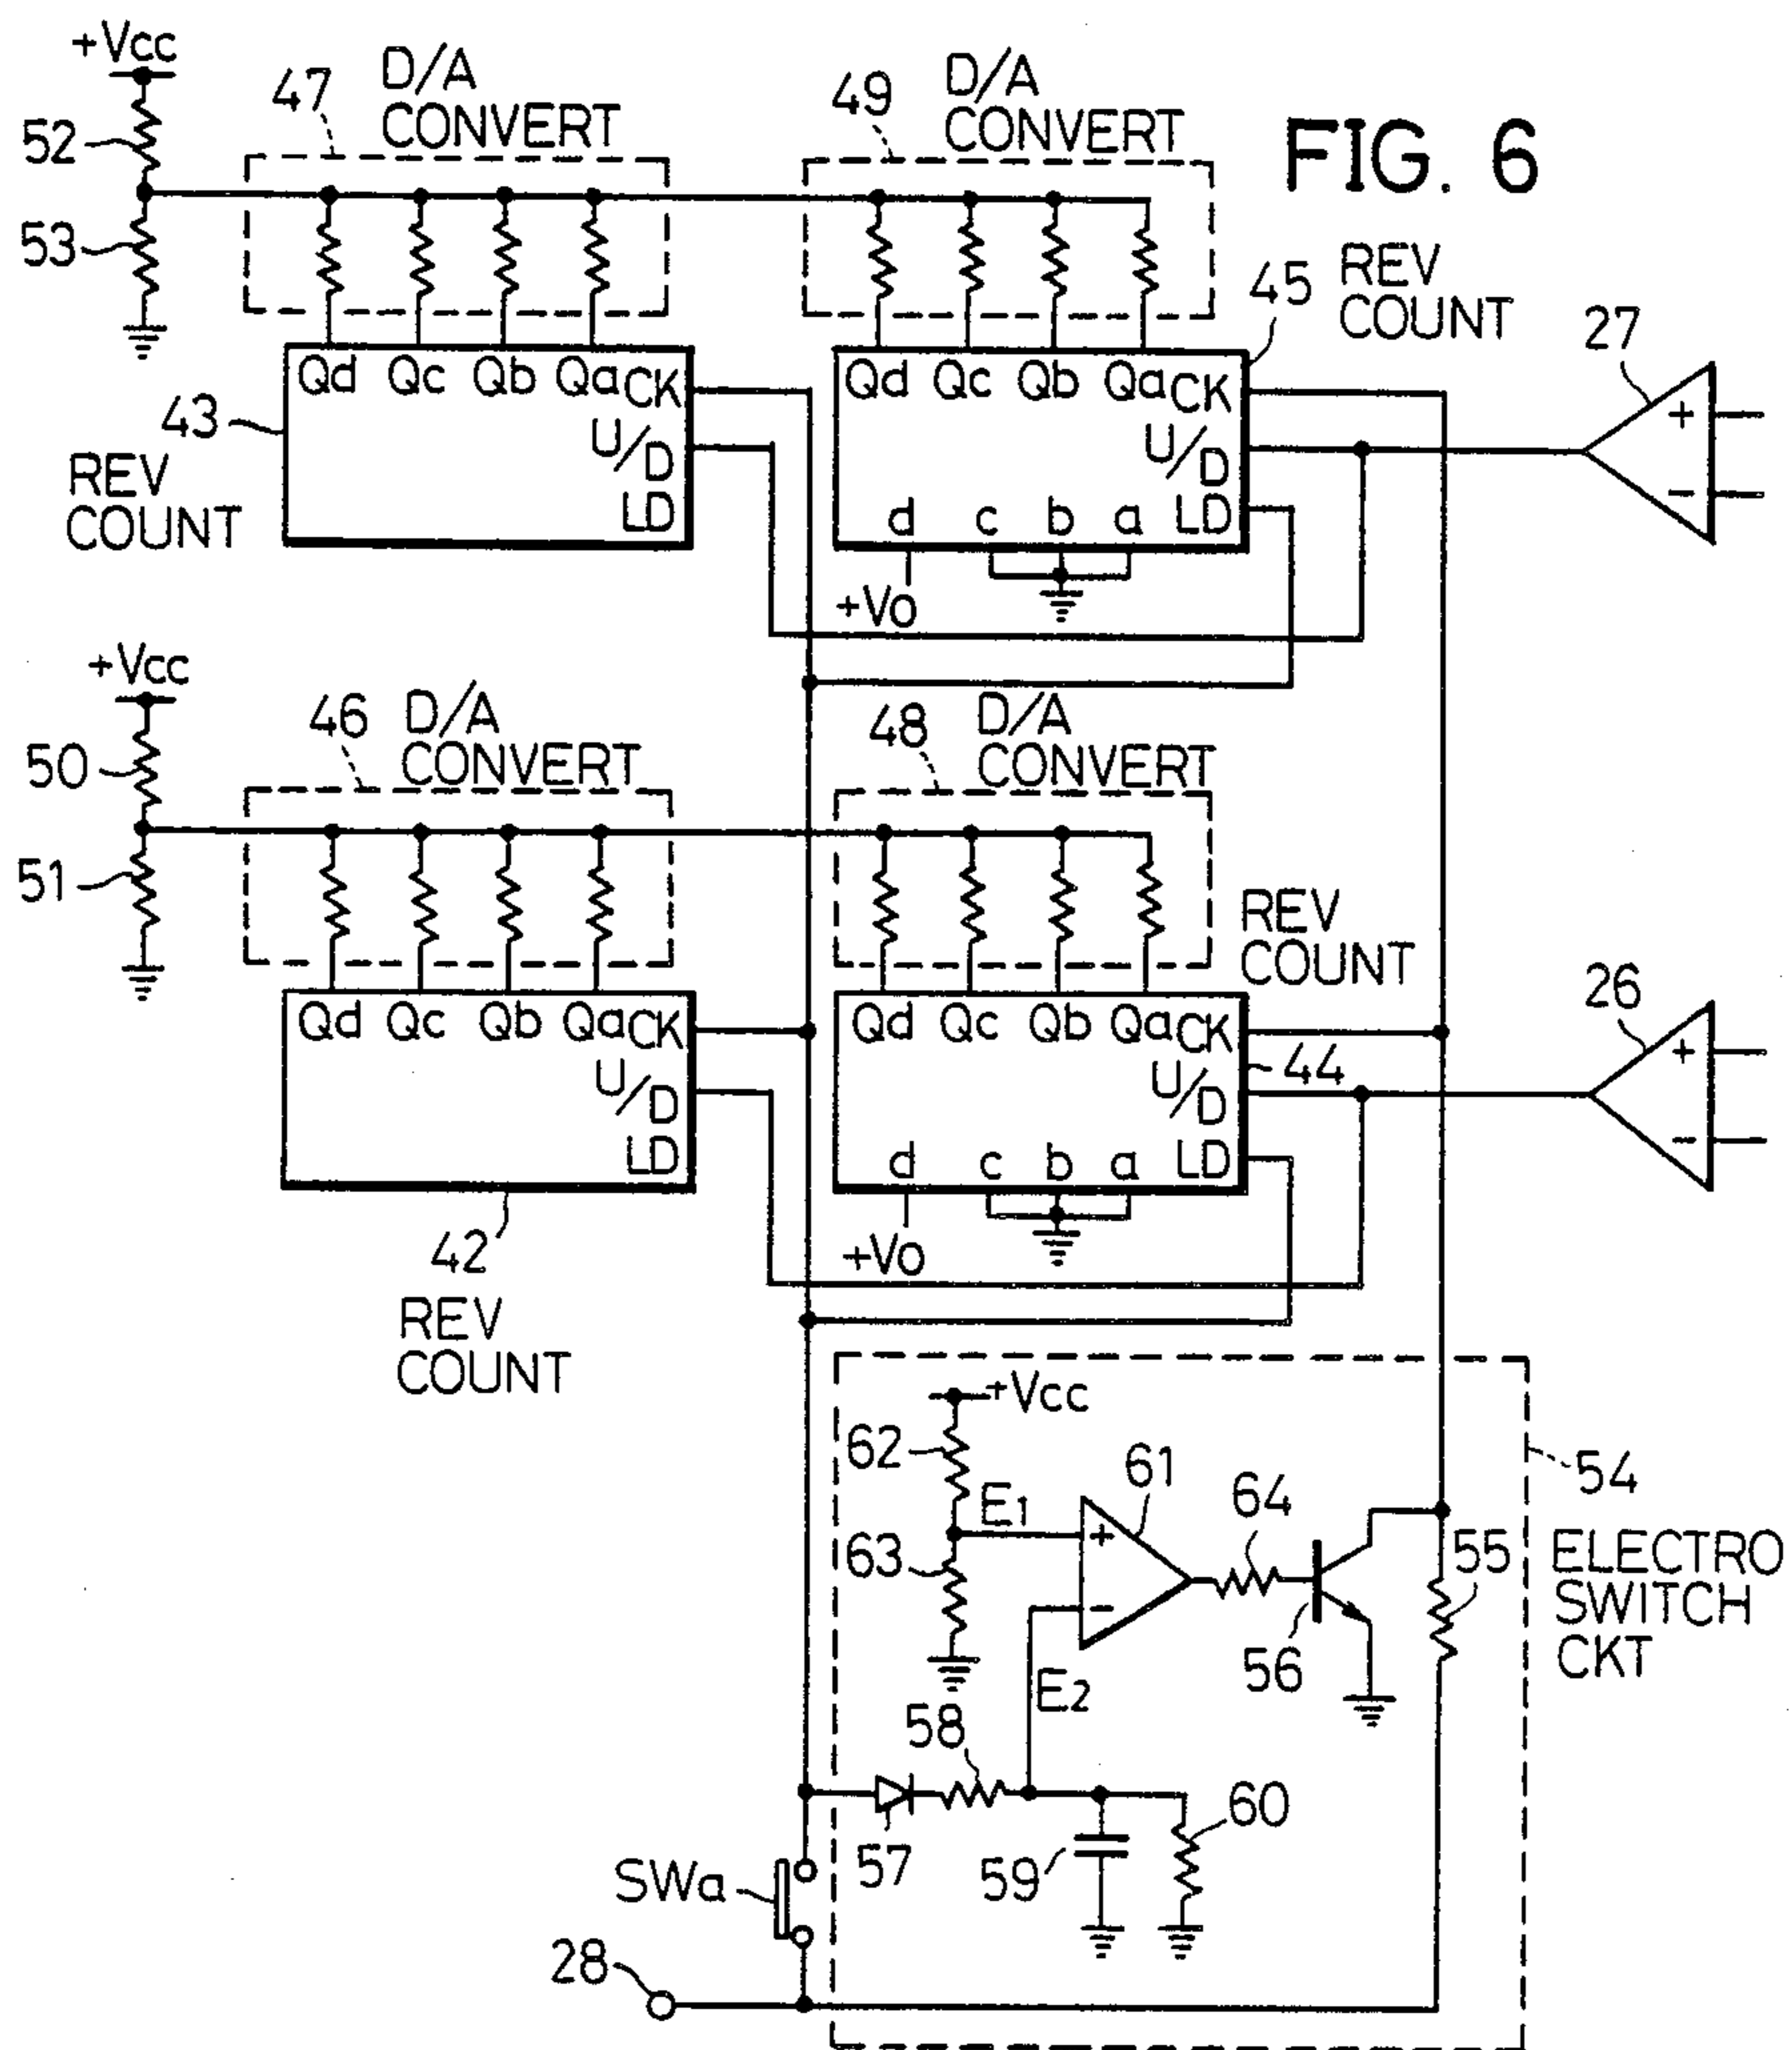 FIG. 6
+Vcc
52
53
47
D/A
CONVERT
49
D/A
CONVERT
45
REV
COUNT
27
+
−
43
REV
COUNT
Qd Qc Qb Qa CK
U/D
LD
Qd Qc Qb Qa CK
U/D
d c b a LD
+Vo
+Vcc
50
51
46
D/A
CONVERT
48
D/A
CONVERT
REV
COUNT
26
+
−
Qd Qc Qb Qa CK
U/D
LD
42
REV
COUNT
Qd Qc Qb Qa CK
44
U/D
d c b a LD
+Vo
+Vcc
62
E1
63
61
+
−
64
54
ELECTRO
SWITCH
CKT
55
56
E2
58
57
59
60
SWa
28